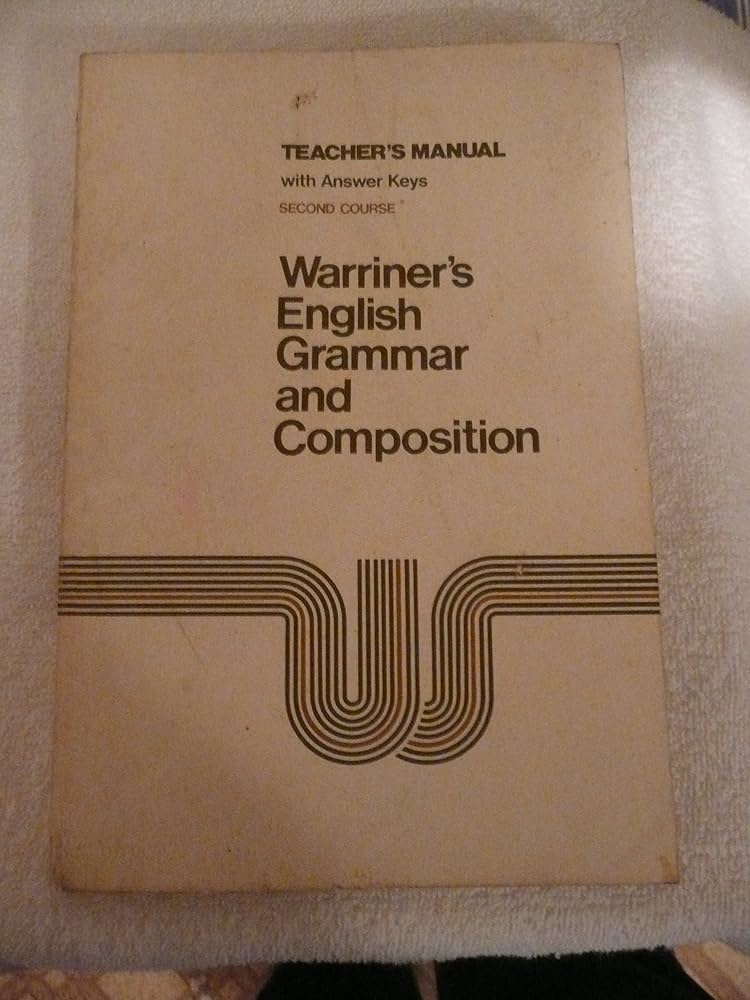 TEACHER'S MANUAL
with Answer Keys
SECOND COURSE
Warriner's
English
Grammar
and
Composition